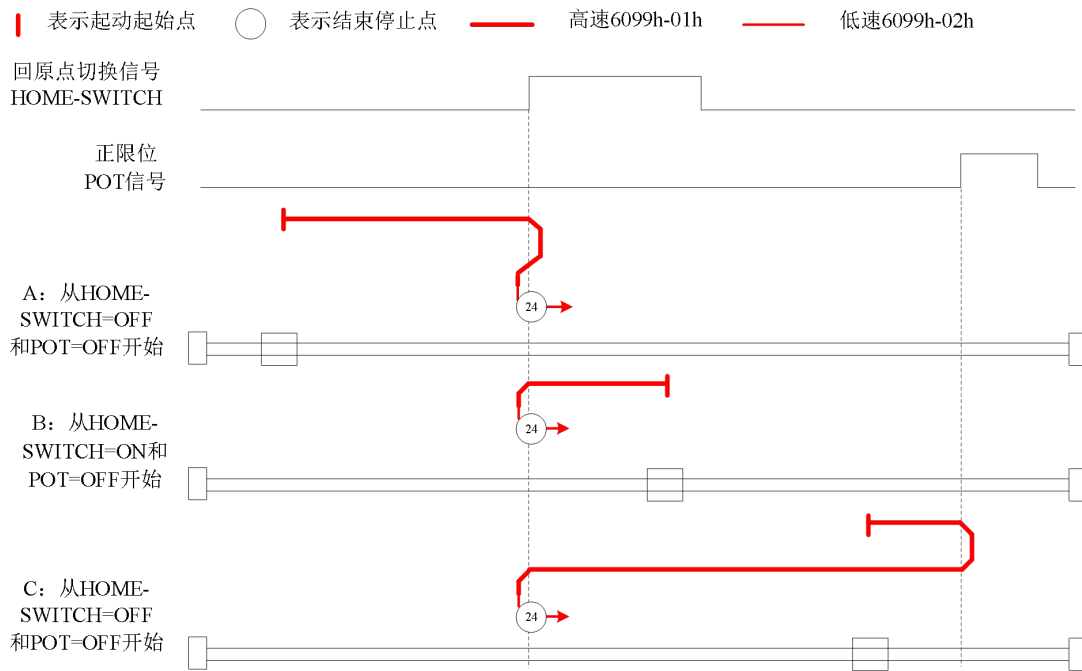 表示起动起始点 表示结束停止点 高速6099h-01h 低速6099h-02h
回原点切换信号
HOME-SWITCH
正限位
POT信号
24
A：从HOME-
SWITCH=OFF
和POT=OFF开始
24
B：从HOME-
SWITCH=ON和
POT=OFF开始
24
C：从HOME-
SWITCH=OFF
和POT=OFF开始